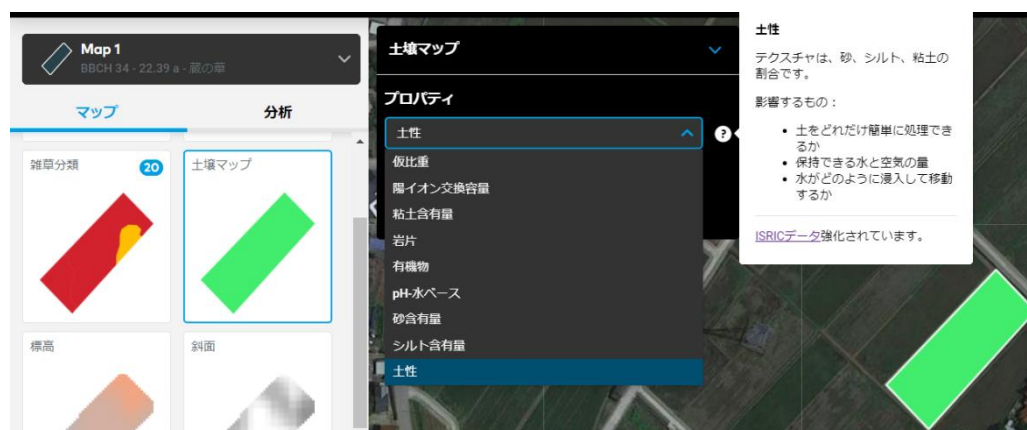 Map 1
BBCH 34 - 22.39 a - 蔵の華
マップ
分析
雑草分類
20
土壌マップ
標高
斜面
土壌マップ
プロパティ
土性
仮比重
陽イオン交換容量
粘土含有量
岩片
有機物
pH-水ベース
砂含有量
シルト含有量
土性
?
土性
テクスチャは、砂、シルト、粘土の
割合です。
影響するもの：
• 土をどれだけ簡単に処理でき
るか
• 保持できる水と空気の量
• 水がどのように浸入して移動
するか
ISRICデータ強化されています。